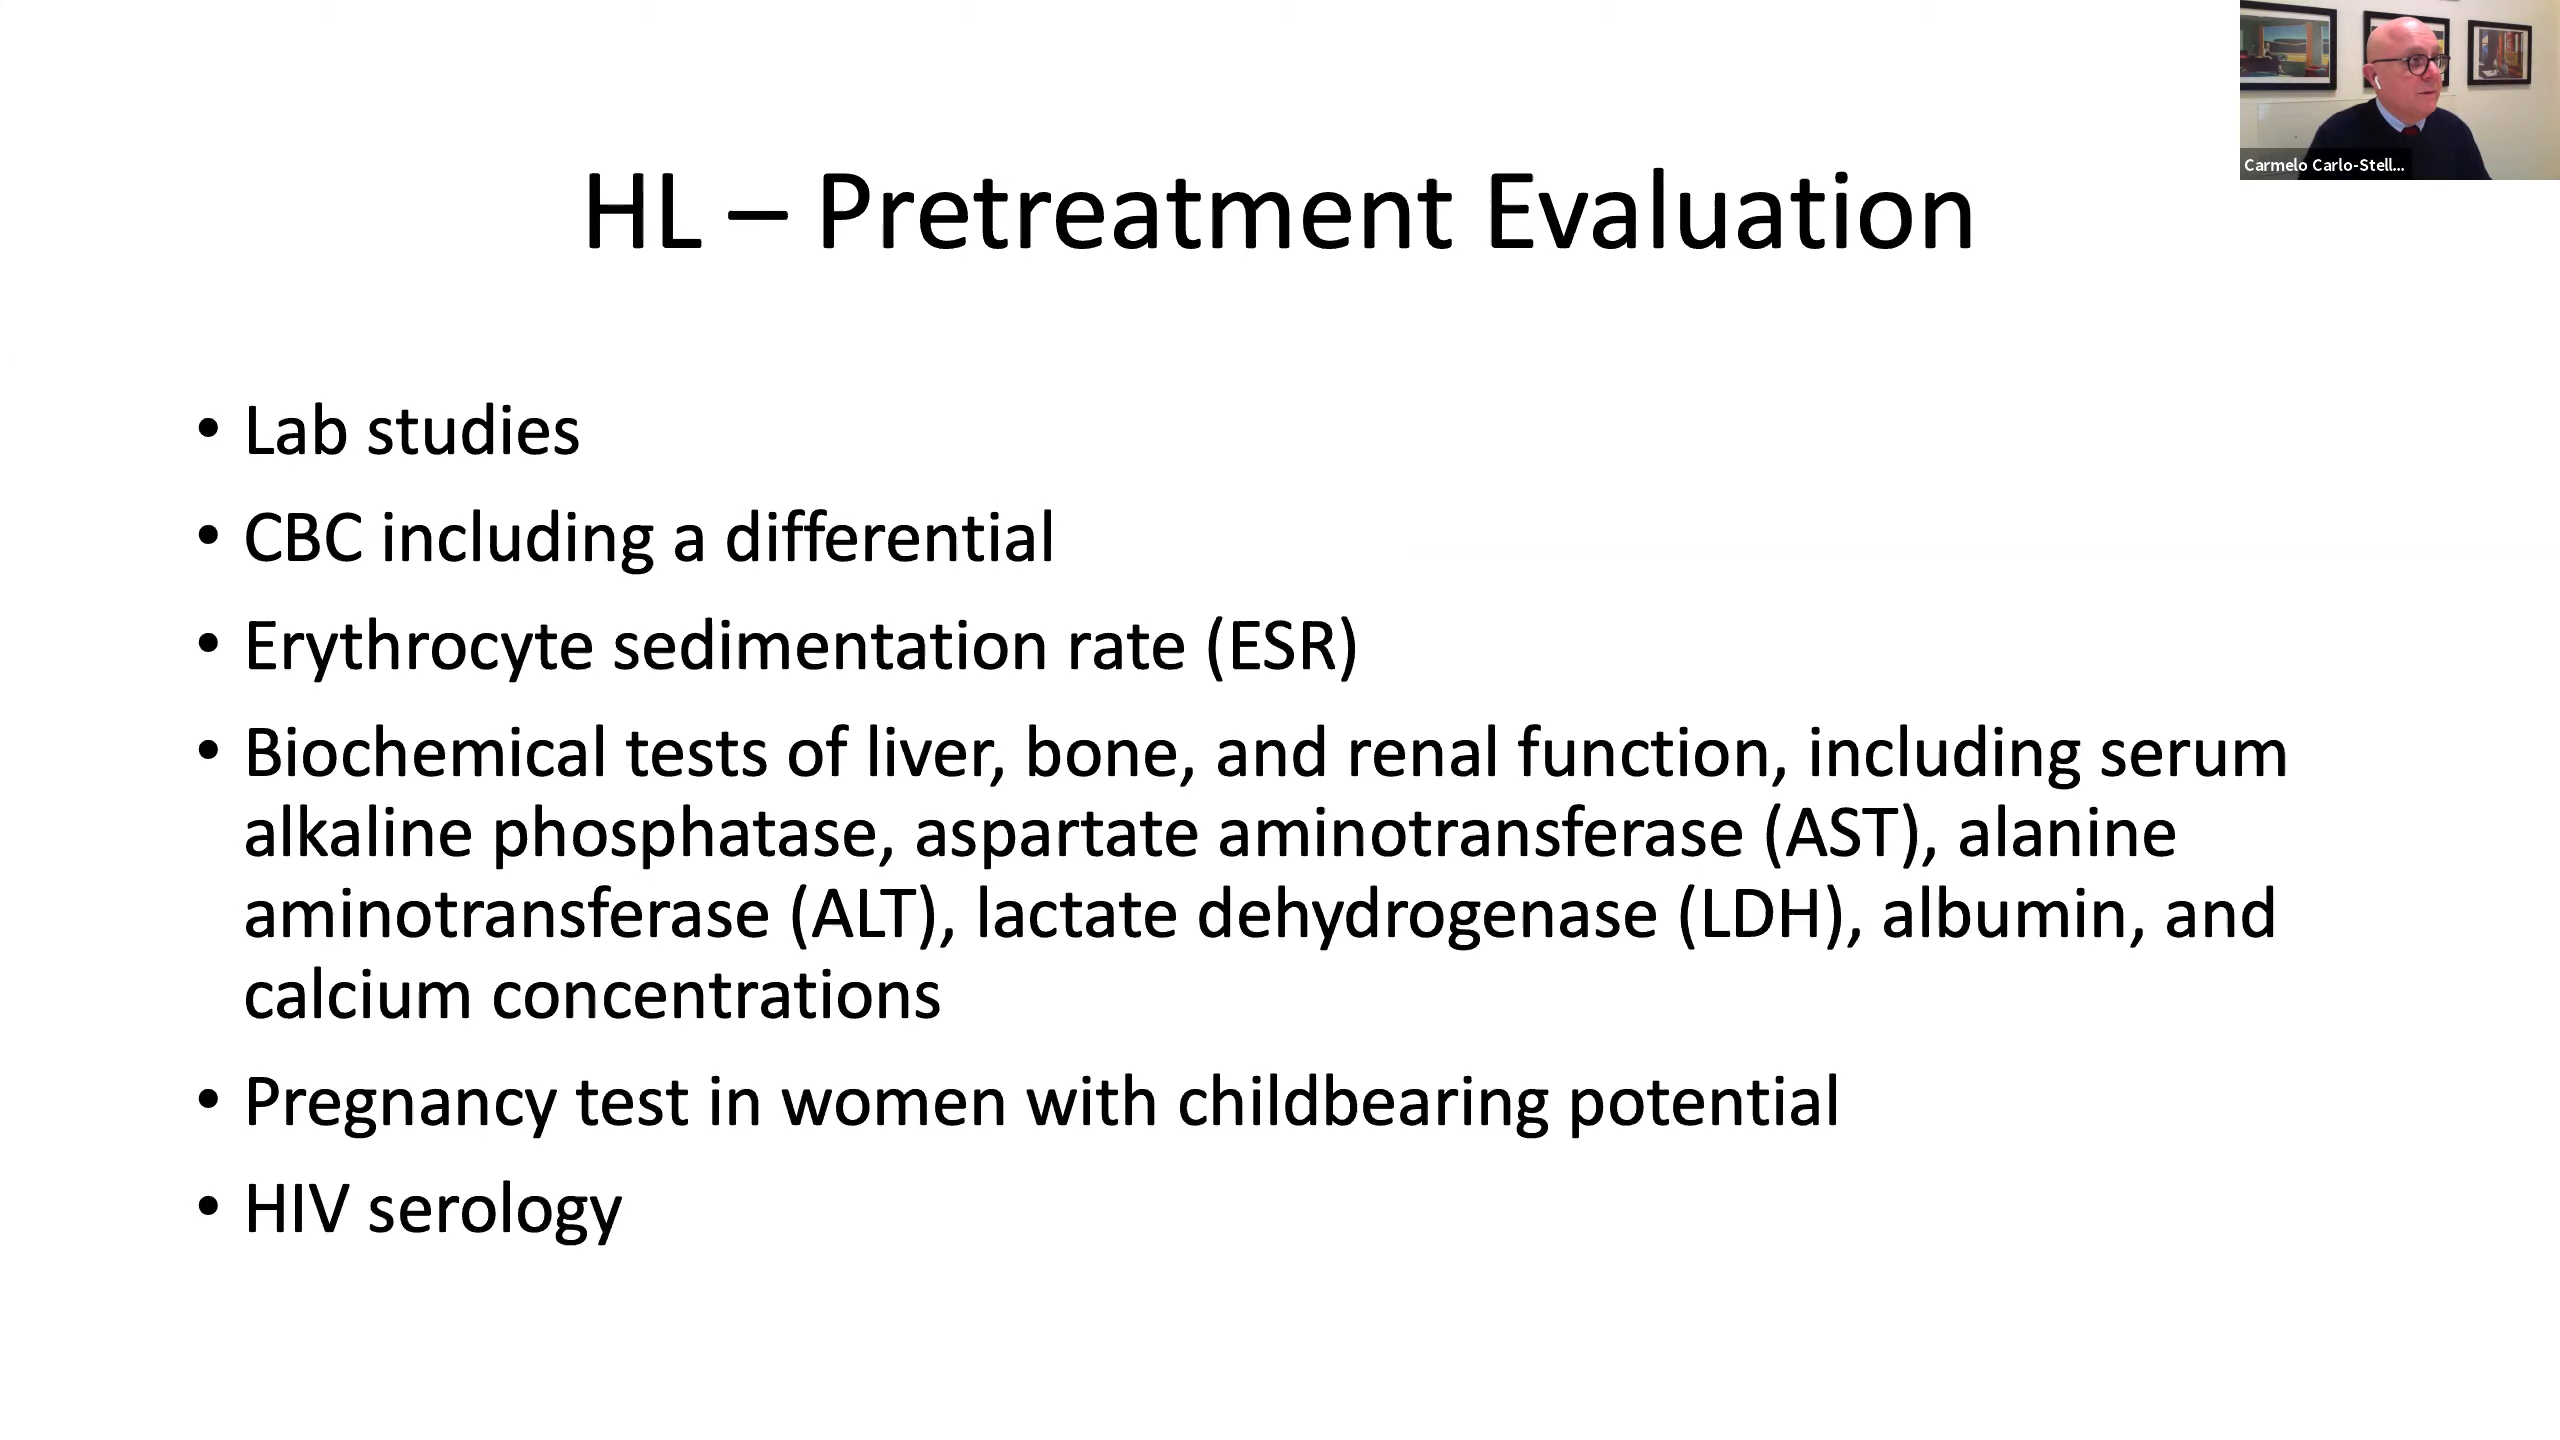 Carmelo Carlo-Stell...
HL – Pretreatment Evaluation
• Lab studies
• CBC including a differential
• Erythrocyte sedimentation rate (ESR)
• Biochemical tests of liver, bone, and renal function, including serum
alkaline phosphatase, aspartate aminotransferase (AST), alanine
aminotransferase (ALT), lactate dehydrogenase (LDH), albumin, and
calcium concentrations
• Pregnancy test in women with childbearing potential
• HIV serology